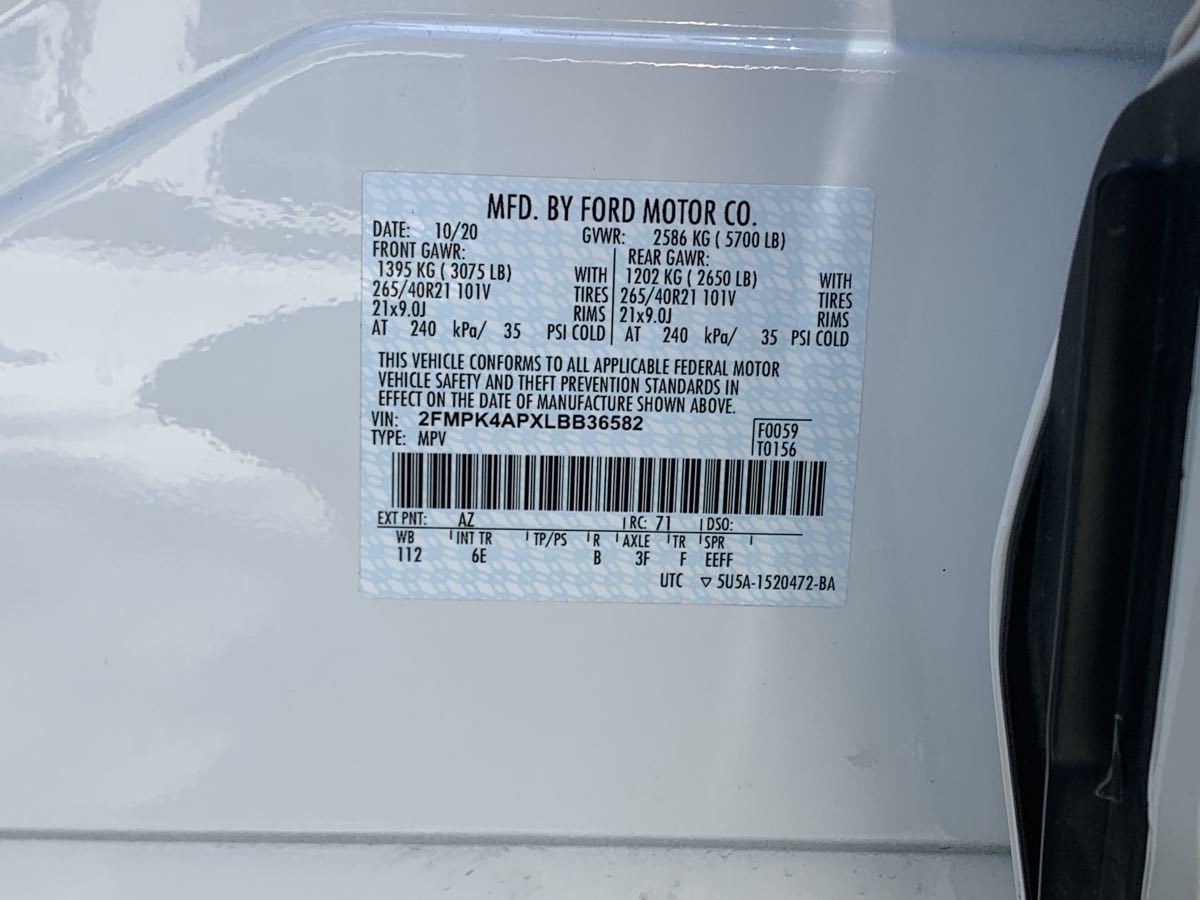 MFD. BY FORD MOTOR CO.
DATE: 10/20 GVWR: 2586 KG ( 5700 LB)
FRONT GAWR: REAR GAWR:
1395 KG ( 3075 LB) WITH 1202 KG ( 2650 LB) WITH
265/40R21 101V TIRES 265/40R21 101V TIRES
21x9.0J RIMS 21x9.0J RIMS
AT 240 kPa/ 35 PSI COLD AT 240 kPa/ 35 PSI COLD
THIS VEHICLE CONFORMS TO ALL APPLICABLE FEDERAL MOTOR
VEHICLE SAFETY AND THEFT PREVENTION STANDARDS IN
EFFECT ON THE DATE OF MANUFACTURE SHOWN ABOVE.
VIN: 2FMPK4APXLBB36582 F0059
TYPE: MPV T0156
EXT PNT: AZ RC: 71 DSO:
WB INT TR TP/PS R AXLE TR SPR
112 6E B 3F F EEFF
UTC ▽ 5U5A-1520472-BA